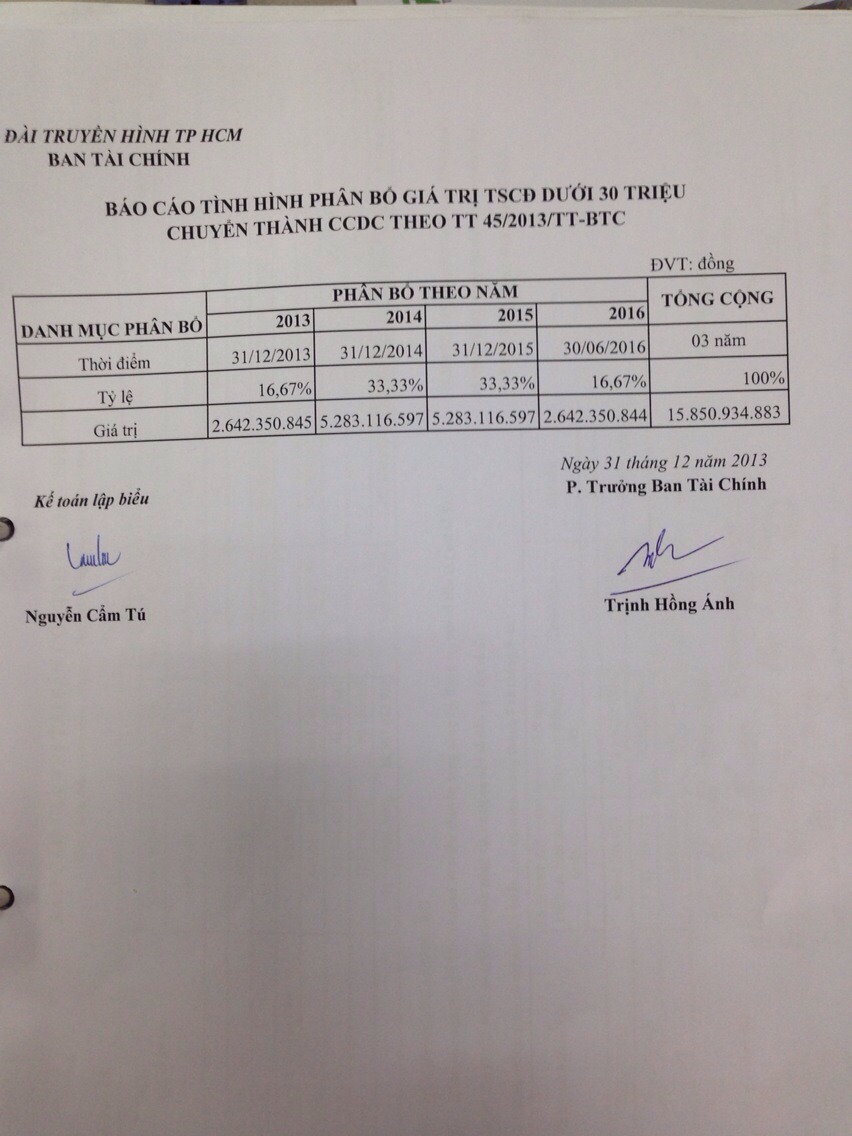 ĐÀI TRUYỀN HÌNH TP HCM
BAN TÀI CHÍNH
BÁO CÁO TÌNH HÌNH PHÂN BỔ GIÁ TRỊ TSCĐ DƯỚI 30 TRIỆU
CHUYỂN THÀNH CCDC THEO TT 45/2013/TT-BTC
ĐVT: đồng
DANH MỤC PHÂN BỔ PHÂN BỔ THEO NĂM TỔNG CỘNG
2013 2014 2015 2016
Thời điểm 31/12/2013 31/12/2014 31/12/2015 30/06/2016 03 năm
Tỷ lệ 16,67% 33,33% 33,33% 16,67% 100%
Giá trị 2.642.350.845 5.283.116.597 5.283.116.597 2.642.350.844 15.850.934.883
Ngày 31 tháng 12 năm 2013
Kế toán lập biểu P. Trưởng Ban Tài Chính
Nguyễn Cẩm Tú Trịnh Hồng Ánh